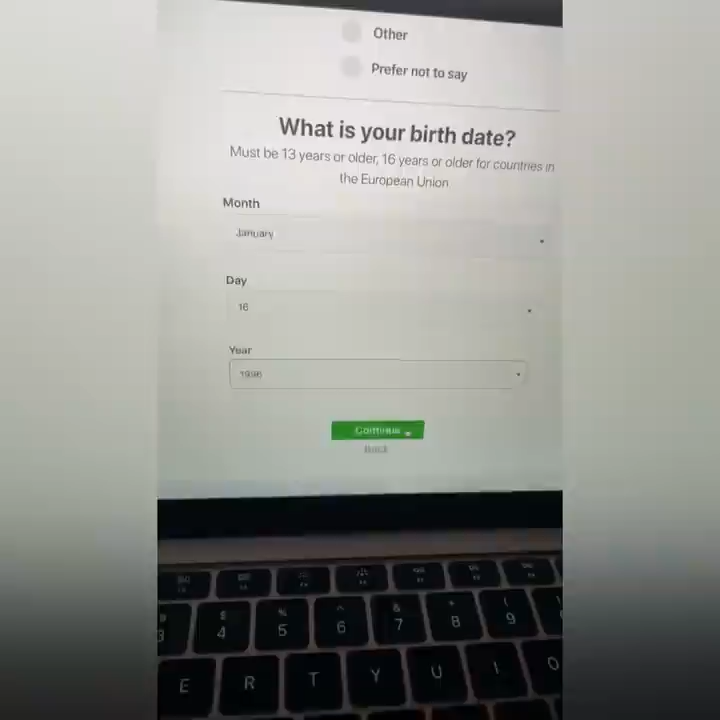 Other
Prefer not to say
What is your birth date?
Must be 13 years or older, 16 years or older for countries in
the European Union
Month
January
Day
16
Year
1996
Continue
Back
$ % ^ & * (
3 4 5 6 7 8 9
E R T Y U I O